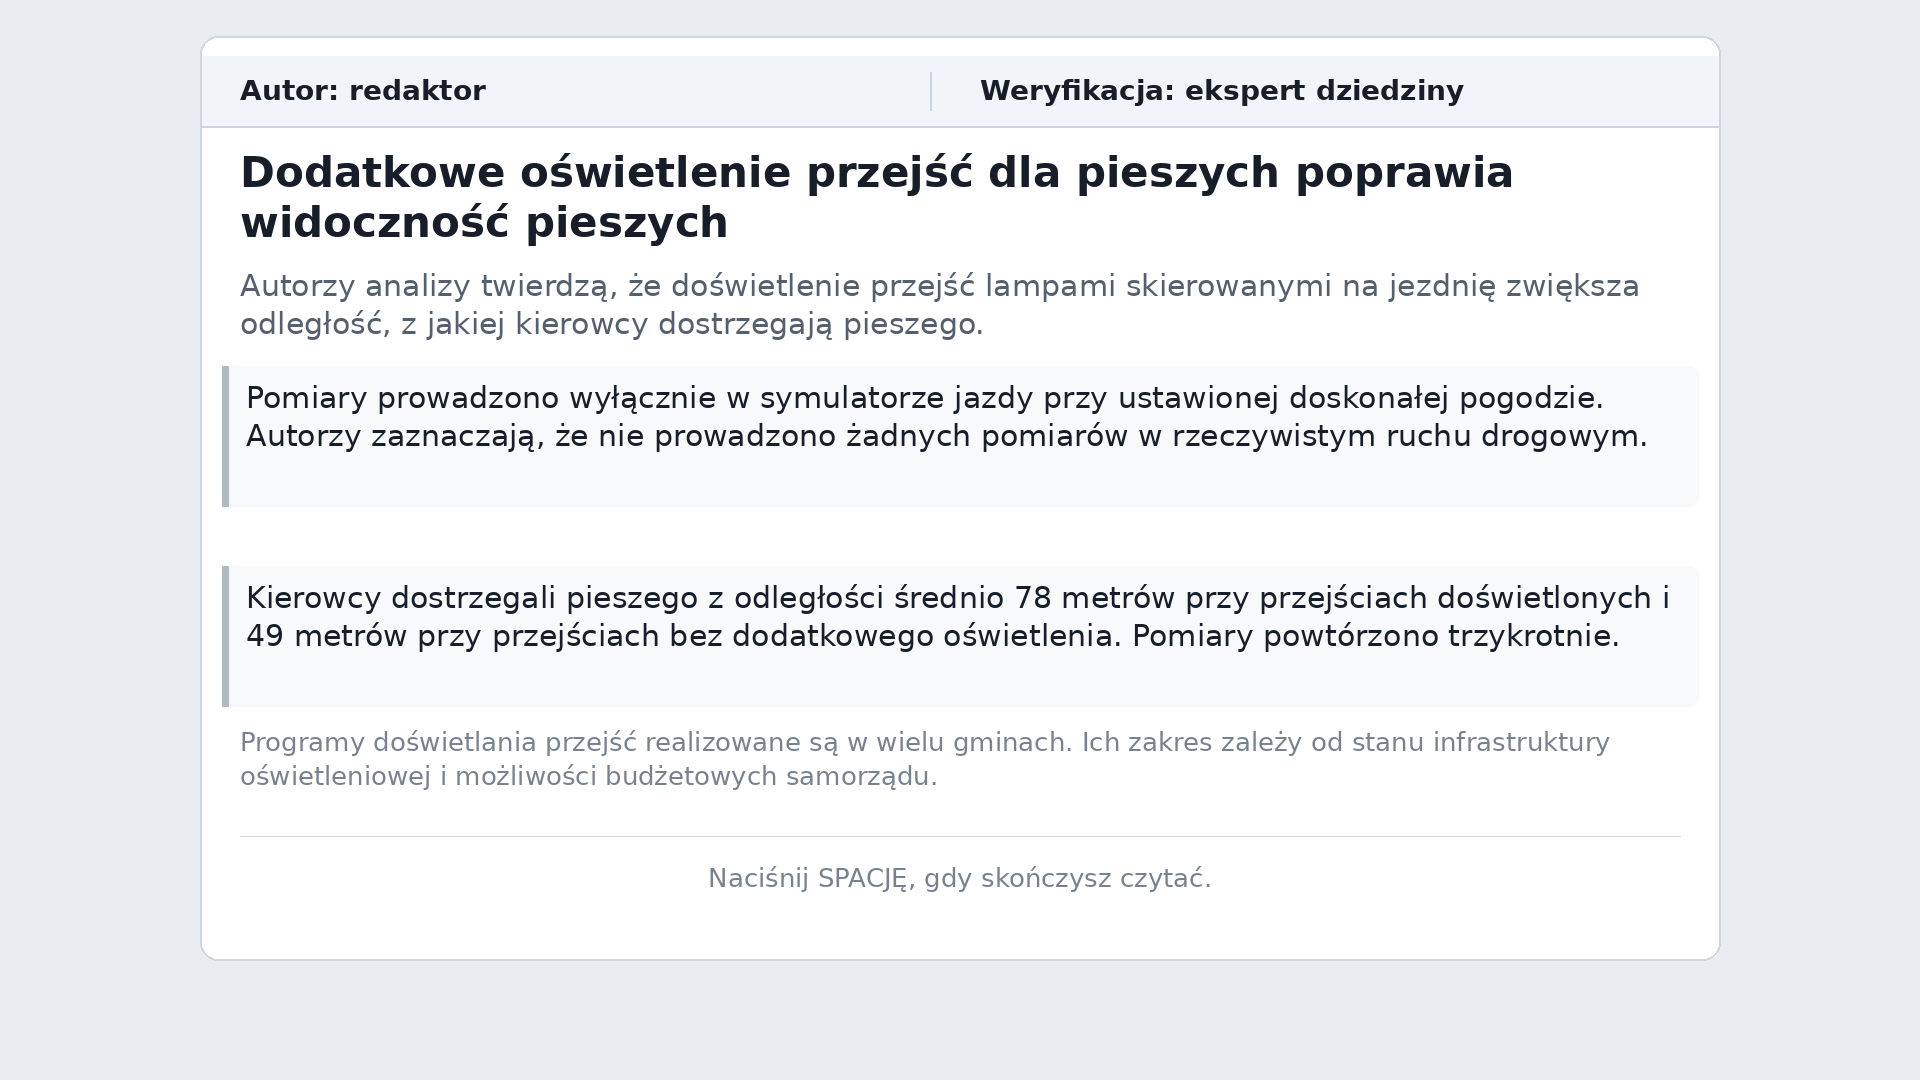 Autor: redaktor
Weryfikacja: ekspert dziedziny
Dodatkowe oświetlenie przejść dla pieszych poprawia
widoczność pieszych
Autorzy analizy twierdzą, że doświetlenie przejść lampami skierowanymi na jezdnię zwiększa
odległość, z jakiej kierowcy dostrzegają pieszego.
Pomiary prowadzono wyłącznie w symulatorze jazdy przy ustawionej doskonałej pogodzie.
Autorzy zaznaczają, że nie prowadzono żadnych pomiarów w rzeczywistym ruchu drogowym.
Kierowcy dostrzegali pieszego z odległości średnio 78 metrów przy przejściach doświetlonych i
49 metrów przy przejściach bez dodatkowego oświetlenia. Pomiary powtórzono trzykrotnie.
Programy doświetlania przejść realizowane są w wielu gminach. Ich zakres zależy od stanu infrastruktury
oświetleniowej i możliwości budżetowych samorządu.
Naciśnij SPACJĘ, gdy skończysz czytać.